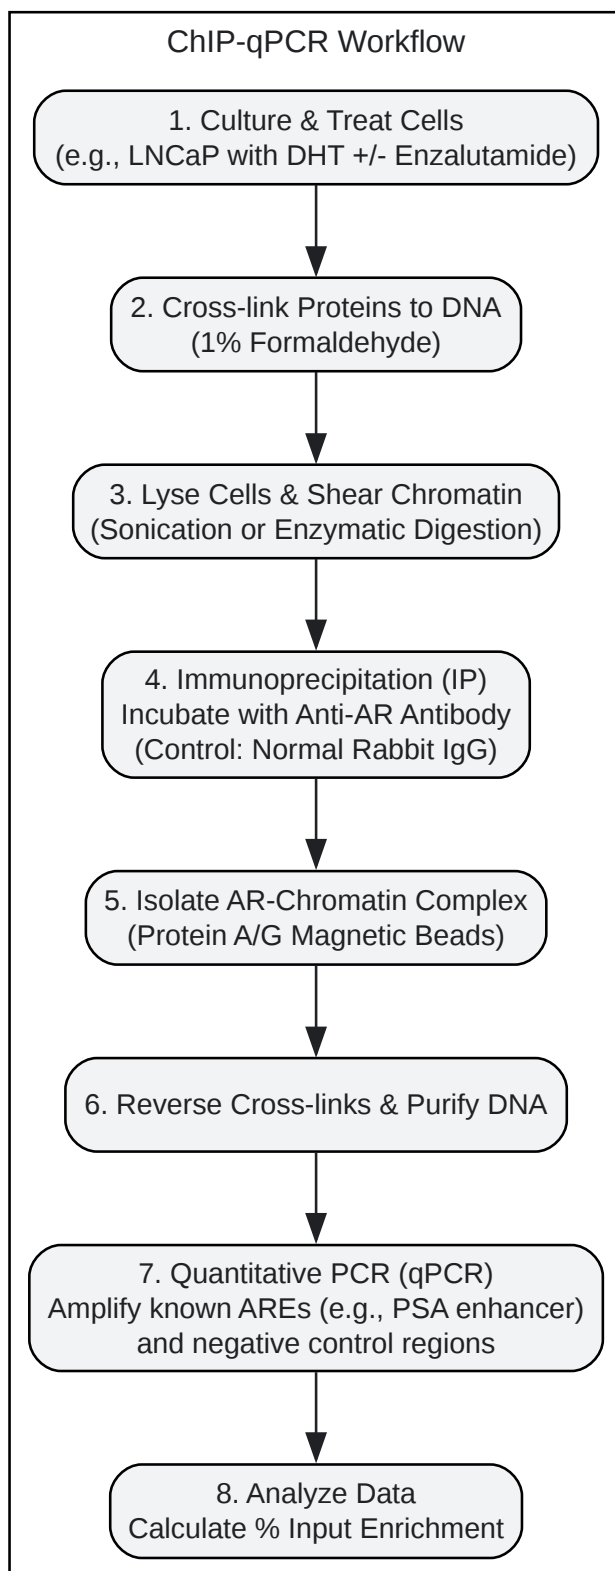 ChIP-qPCR Workflow
1. Culture & Treat Cells
(e.g., LNCaP with DHT +/- Enzalutamide)
2. Cross-link Proteins to DNA
(1% Formaldehyde)
3. Lyse Cells & Shear Chromatin
(Sonication or Enzymatic Digestion)
4. Immunoprecipitation (IP)
Incubate with Anti-AR Antibody
(Control: Normal Rabbit IgG)
5. Isolate AR-Chromatin Complex
(Protein A/G Magnetic Beads)
6. Reverse Cross-links & Purify DNA
7. Quantitative PCR (qPCR)
Amplify known AREs (e.g., PSA enhancer)
and negative control regions
8. Analyze Data
Calculate % Input Enrichment